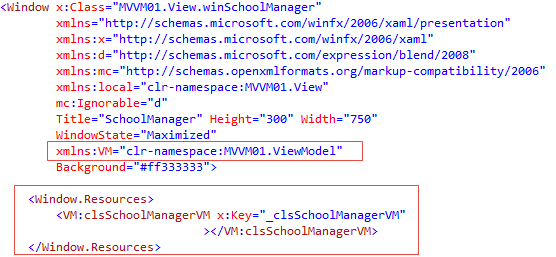 <Window x:Class="MVVM01.View.winSchoolManager"
xmlns="http://schemas.microsoft.com/winfx/2006/xaml/presentation"
xmlns:x="http://schemas.microsoft.com/winfx/2006/xaml"
xmlns:d="http://schemas.microsoft.com/expression/blend/2008"
xmlns:mc="http://schemas.openxmlformats.org/markup-compatibility/2006"
xmlns:local="clr-namespace:MVVM01.View"
mc:Ignorable="d"
Title="SchoolManager" Height="300" Width="750"
WindowState="Maximized"
xmlns:VM="clr-namespace:MVVM01.ViewModel"
Background="#ff333333">
<Window.Resources>
<VM:clsSchoolManagerVM x:Key="_clsSchoolManagerVM"
></VM:clsSchoolManagerVM>
</Window.Resources>